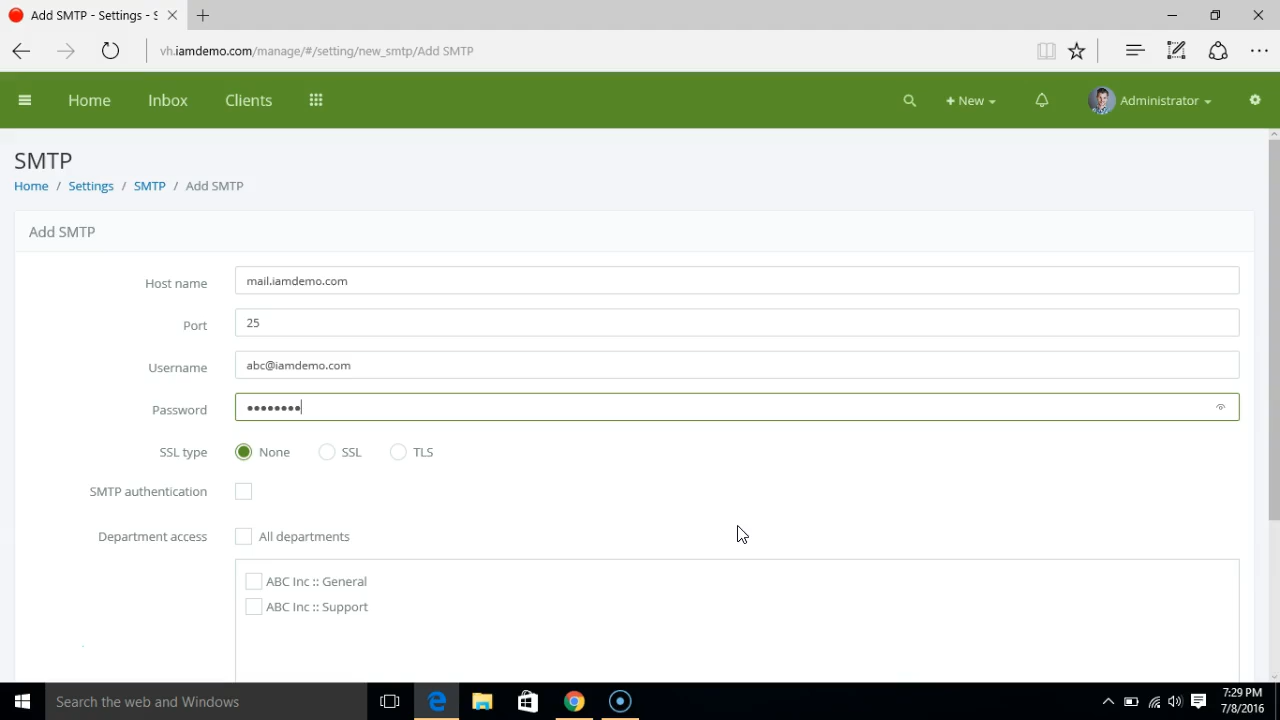 Add SMTP - Settings - S
vh.iamdemo.com/manage/#/setting/new_smtp/Add SMTP
Home Inbox Clients + New Administrator
SMTP
Home / Settings / SMTP / Add SMTP
Add SMTP
Host name mail.iamdemo.com
Port 25
Username abc@iamdemo.com
Password ••••••••
SSL type None SSL TLS
SMTP authentication
Department access All departments
ABC Inc :: General
ABC Inc :: Support
Search the web and Windows
7:29 PM
7/8/2016